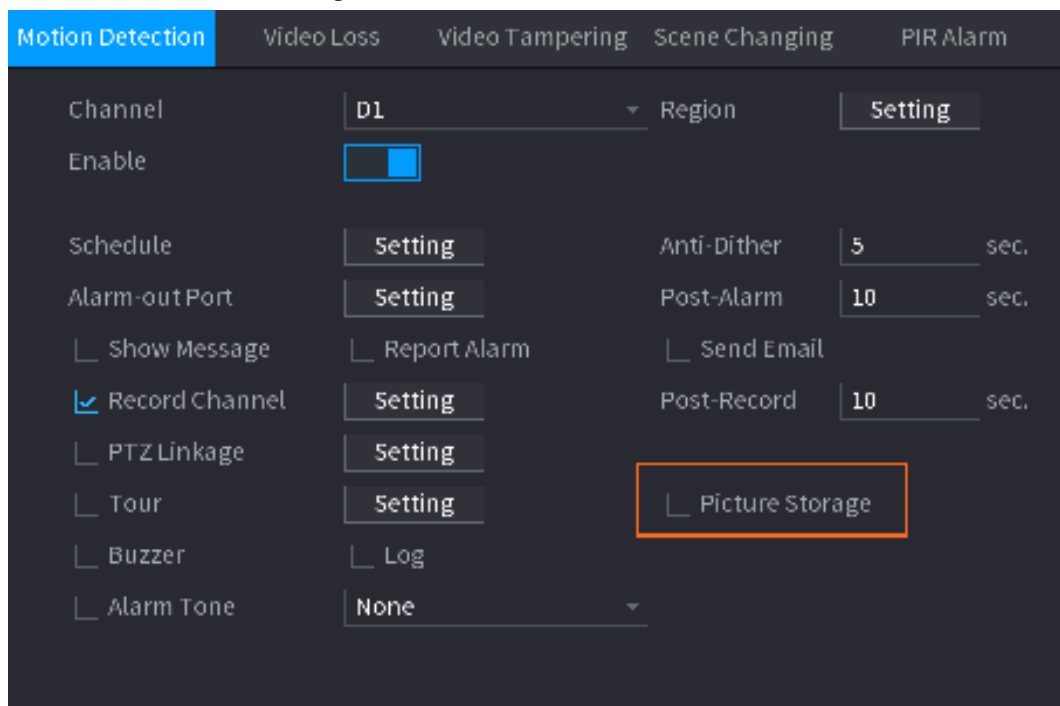 Motion Detection Video Loss Video Tampering Scene Changing PIR Alarm
Channel D1 Region Setting
Enable
Schedule Setting Anti-Dither 5 sec.
Alarm-out Port Setting Post-Alarm 10 sec.
Show Message Report Alarm Send Email
Record Channel Setting Post-Record 10 sec.
PTZ Linkage Setting
Tour Setting Picture Storage
Buzzer Log
Alarm Tone None